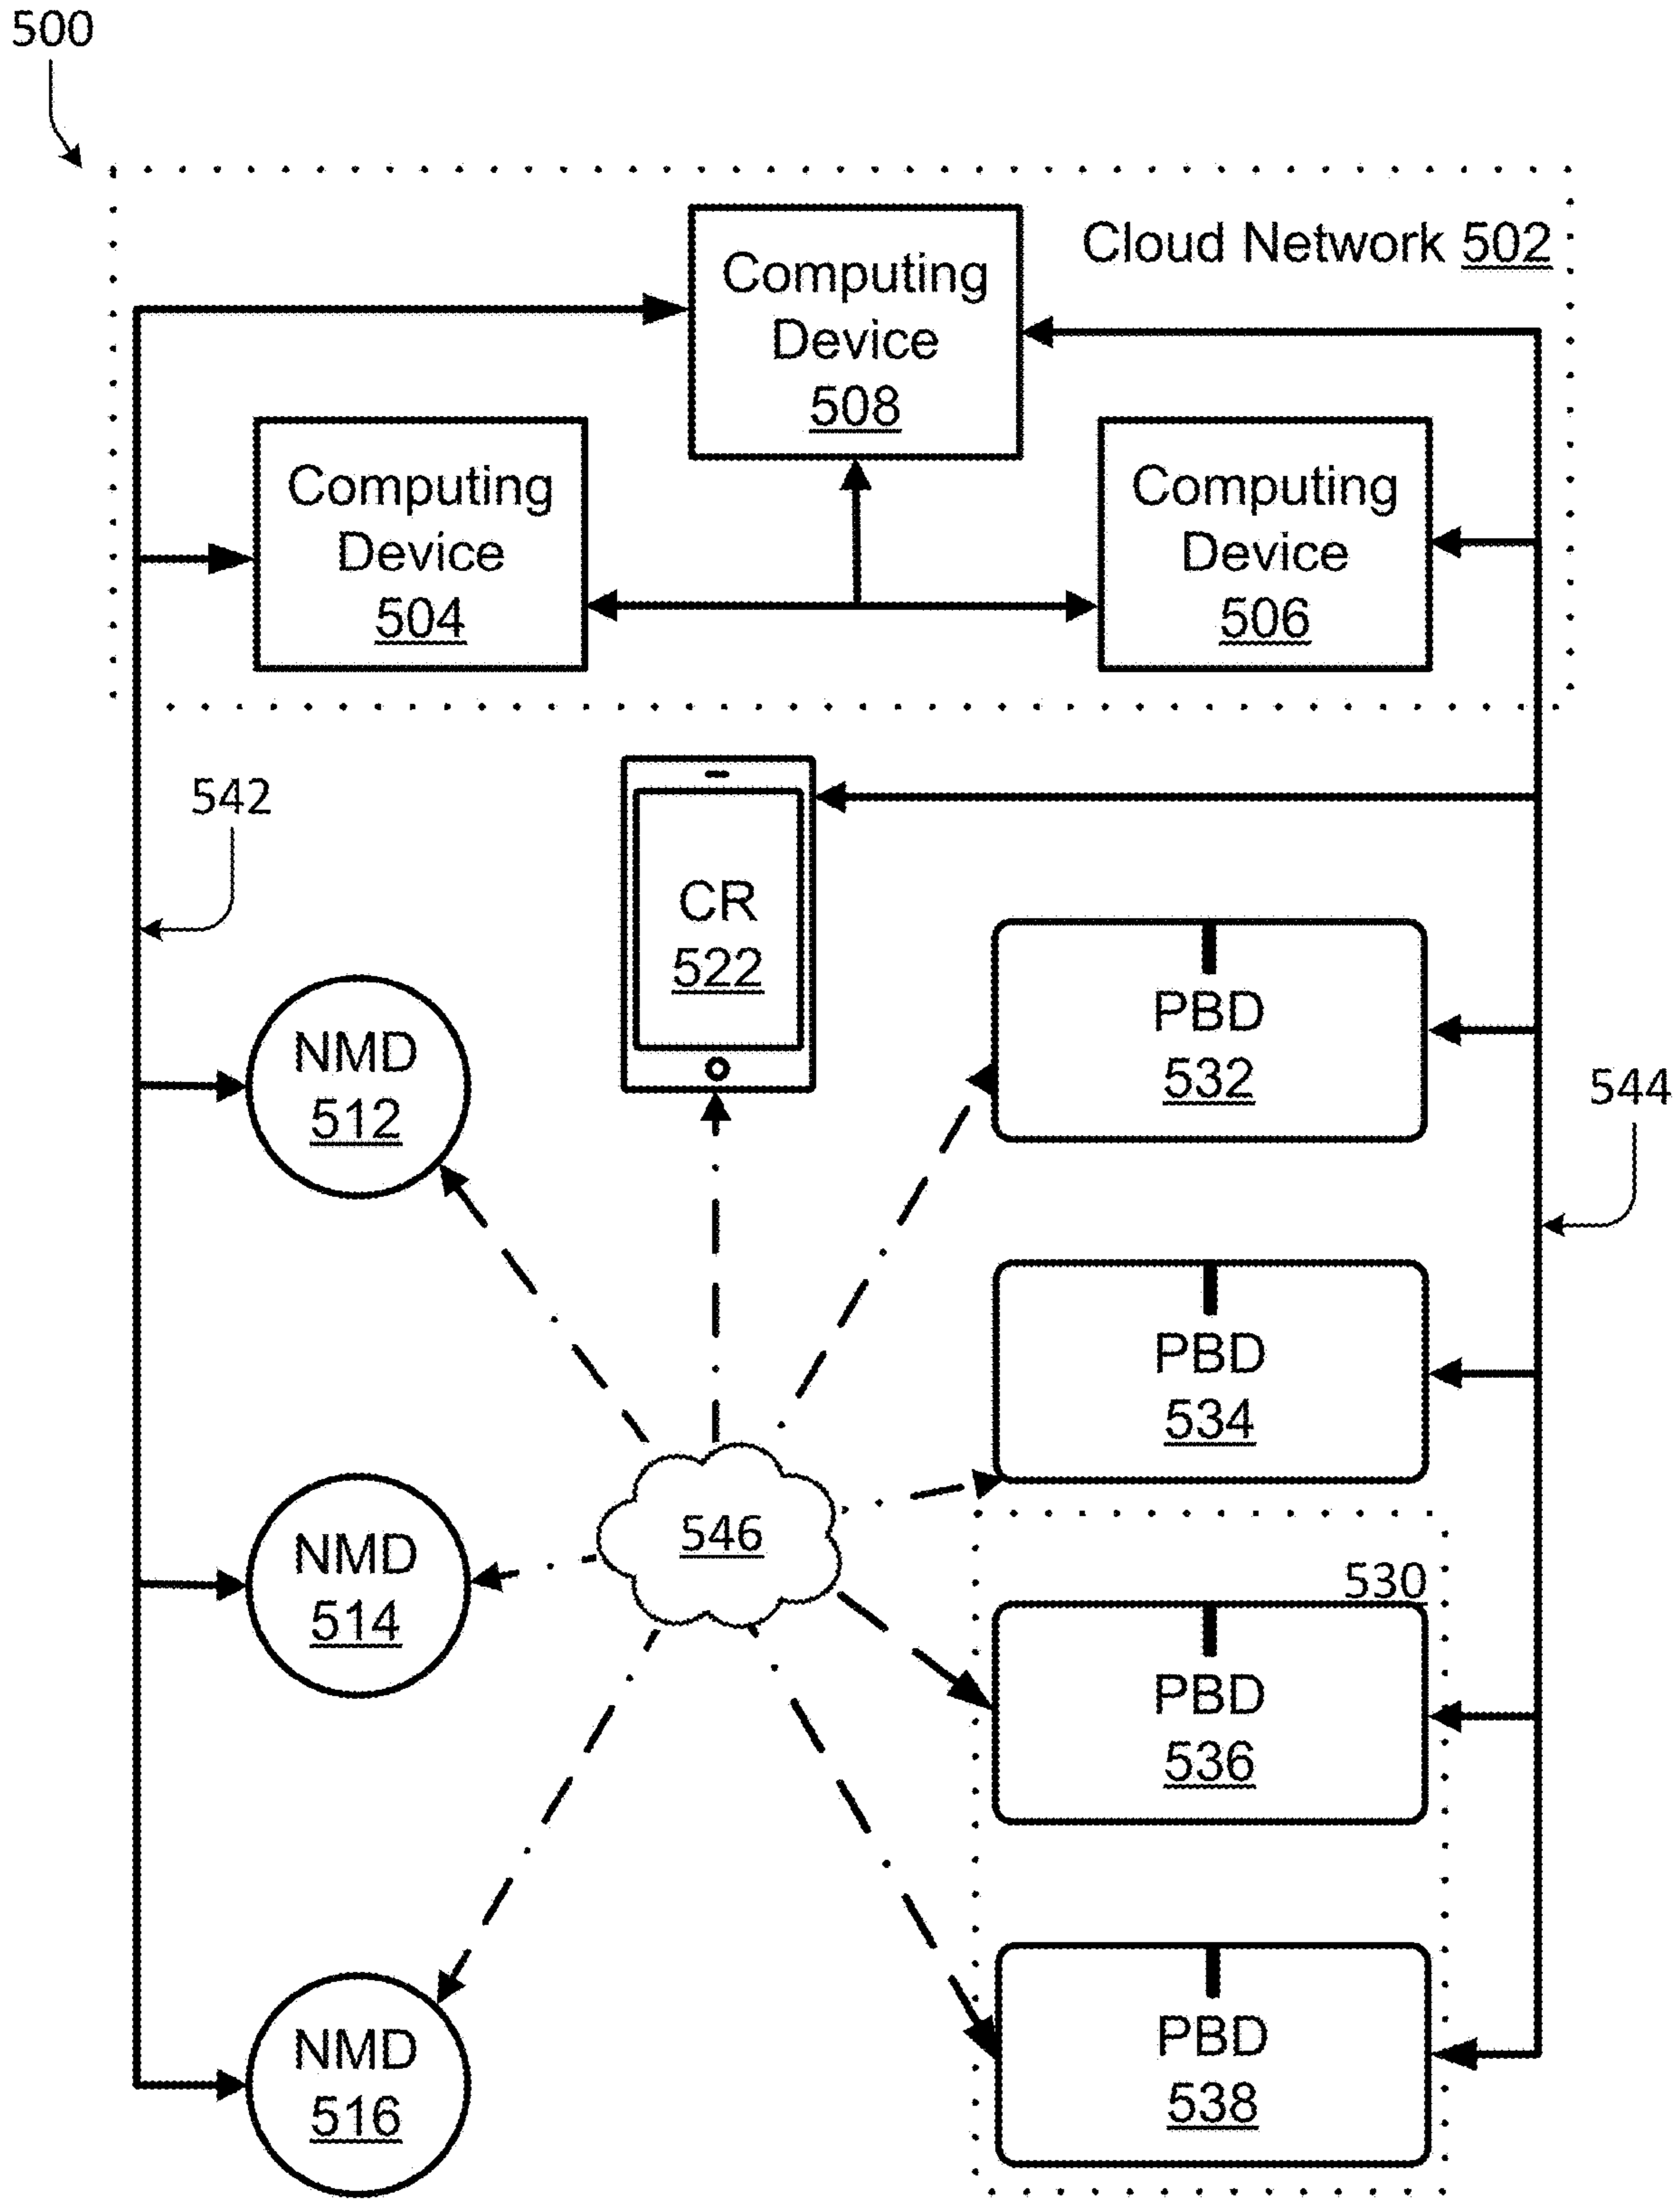 500
Cloud Network 502
Computing
Device
508
Computing
Device
504
Computing
Device
506
542
CR
522
NMD
512
PBD
532
544
PBD
534
546
NMD
514
530
PBD
536
NMD
516
PBD
538